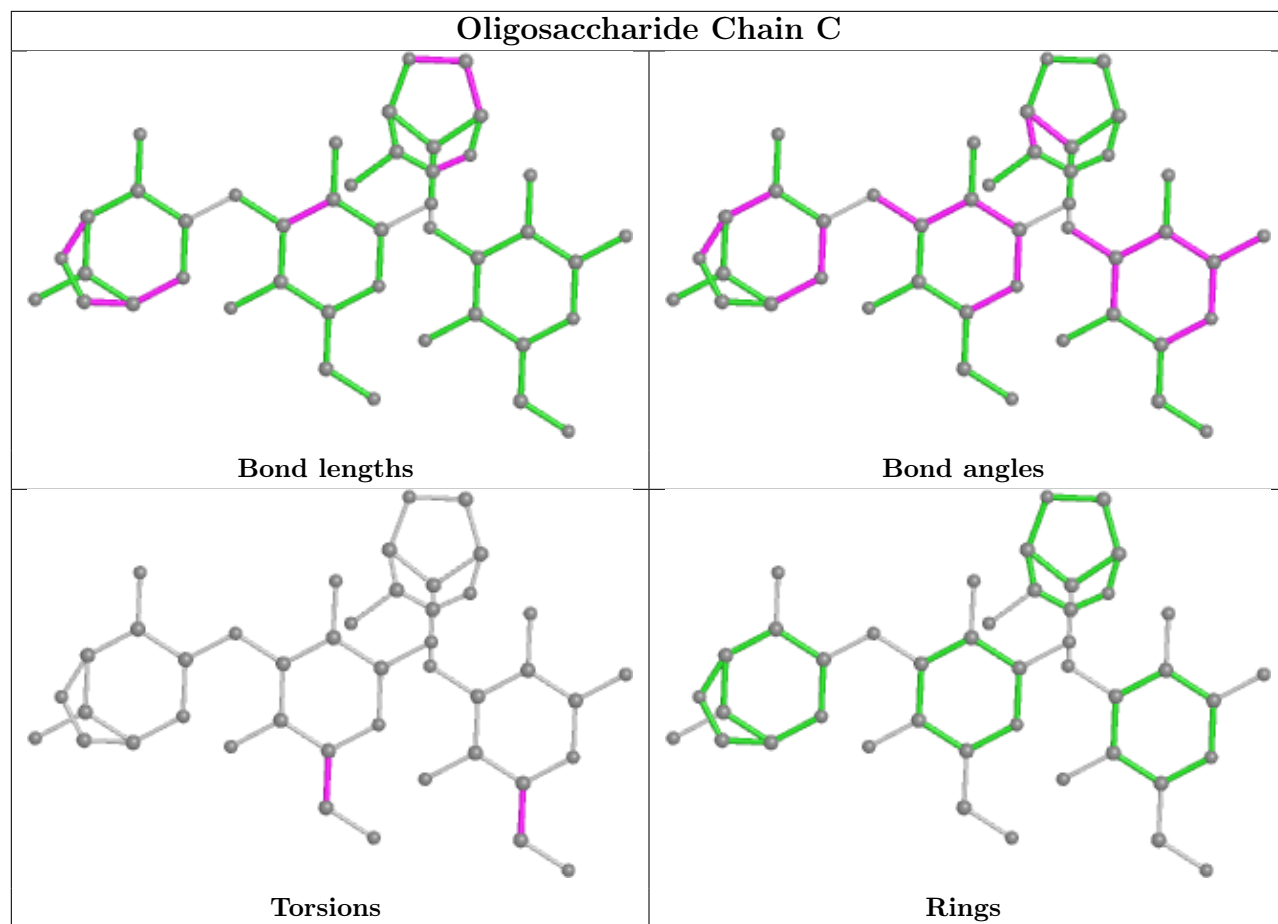 Oligosaccharide Chain C
Bond lengths
Bond angles
Torsions
Rings